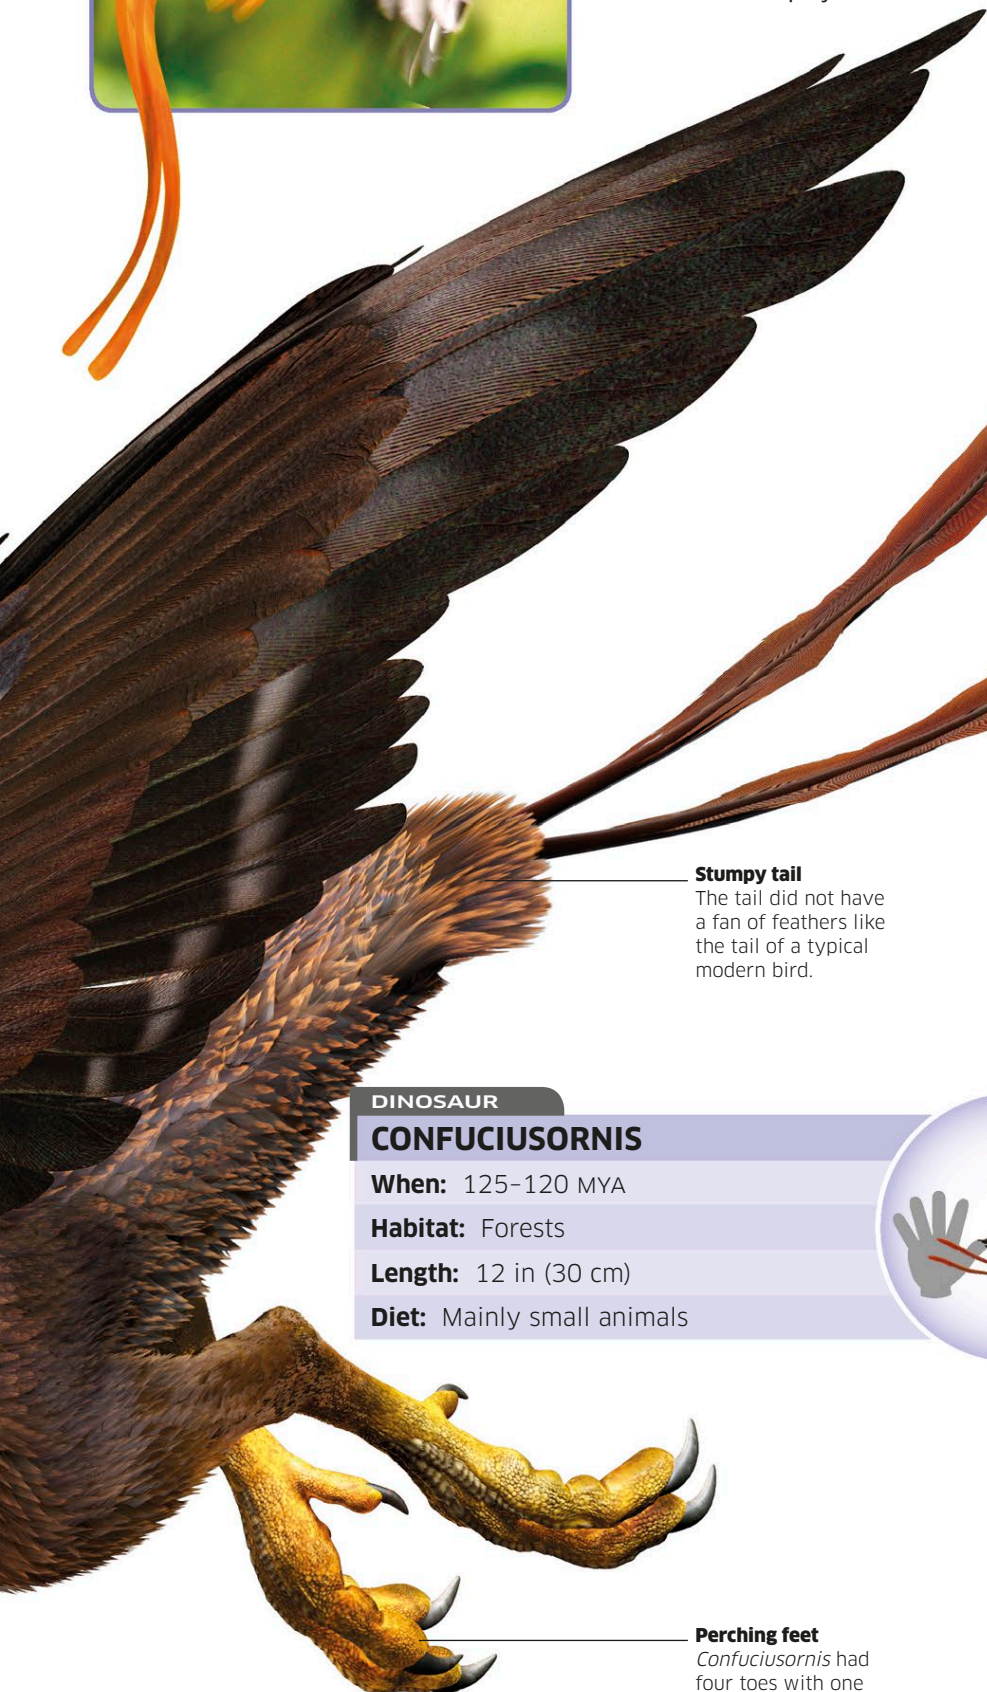 Stumpy tail
The tail did not have
a fan of feathers like
the tail of a typical
modern bird.
DINOSAUR
CONFUCIUSORNIS
When: 125–120 MYA
Habitat: Forests
Length: 12 in (30 cm)
Diet: Mainly small animals
Perching feet
Confuciusornis had
four toes with one